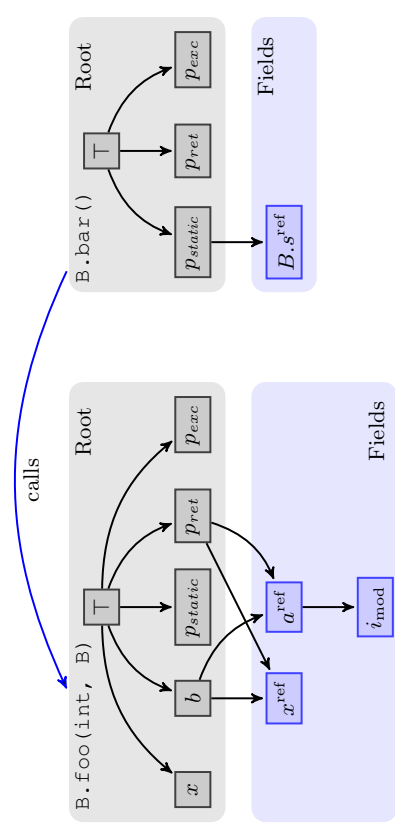 B.foo(int, B)
Root
⊤
x
b
p_static
p_ret
p_exc
x^ref
a^ref
i_mod
Fields
calls
B.bar()
Root
⊤
p_static
p_ret
p_exc
B.s^ref
Fields